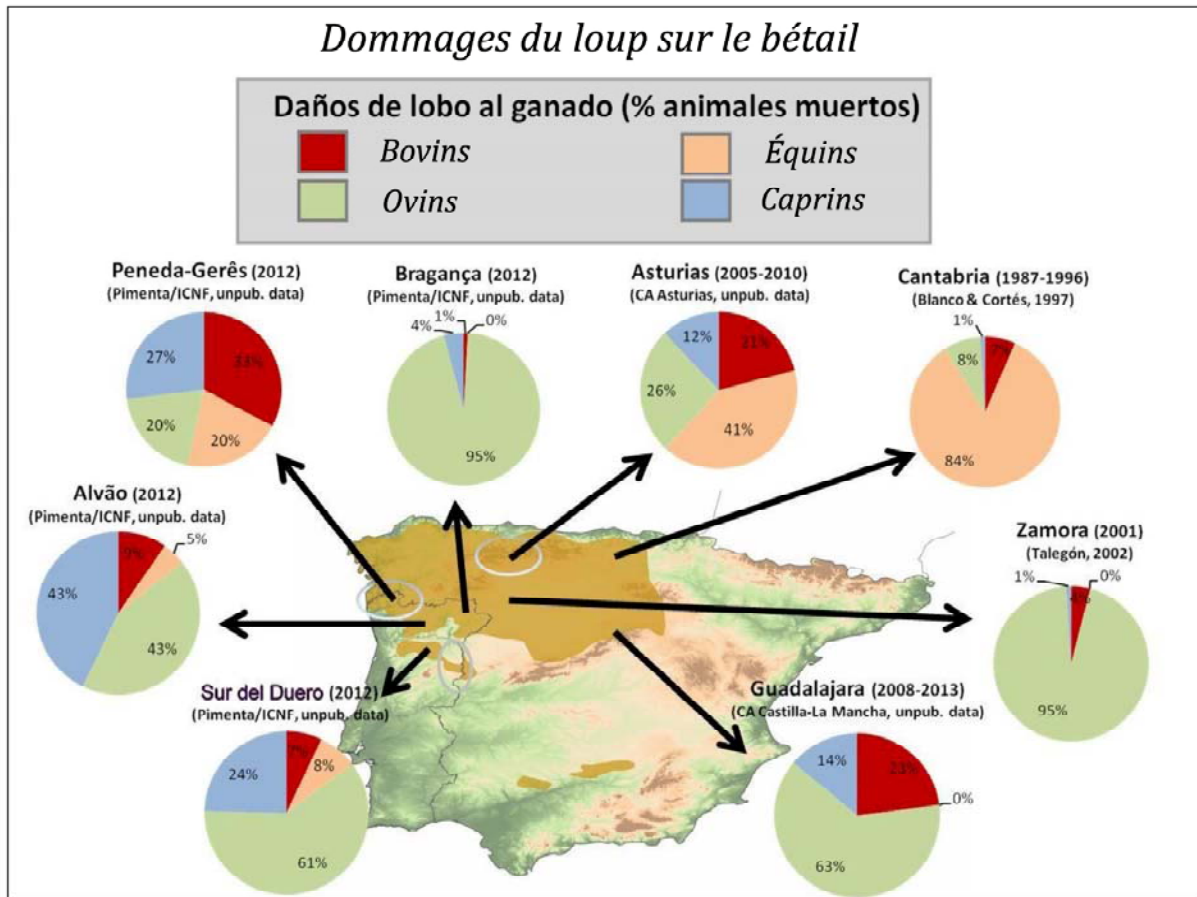 Dommages du loup sur le bétail
Daños de lobo al ganado (% animales muertos)
Bovins
Équins
Ovins
Caprins
Peneda-Gerês (2012)
(Pimenta/ICNF, unpub. data)
27%
33%
20%
20%
Bragança (2012)
(Pimenta/ICNF, unpub. data)
1%
0%
4%
95%
Asturias (2005-2010)
(CA Asturias, unpub. data)
12%
21%
26%
41%
Cantabria (1987-1996)
(Blanco & Cortés, 1997)
1%
8%
7%
84%
Alvão (2012)
(Pimenta/ICNF, unpub. data)
5%
9%
43%
43%
Zamora (2001)
(Talegón, 2002)
1%
0%
4%
95%
Sur del Duero (2012)
(Pimenta/ICNF, unpub. data)
7%
24%
8%
61%
Guadalajara (2008-2013)
(CA Castilla-La Mancha, unpub. data)
14%
23%
0%
63%